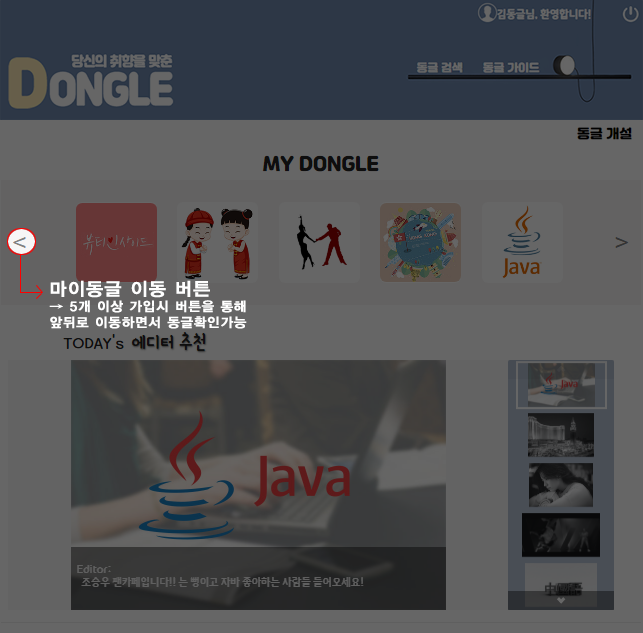 김동글님, 환영합니다!
당신의 취향을 맞춘
DONGLE
동글 검색 동글 가이드
동글 개설
MY DONGLE
뷰티인사이드
Java
<
>
마이동글 이동 버튼
→ 5개 이상 가입시 버튼을 통해
앞뒤로 이동하면서 동글확인가능
TODAY's 에디터 추천
Java
Java
Editor:
조승우 팬카페입니다!! 는 뻥이고 자바 좋아하는 사람들 들어오세요!